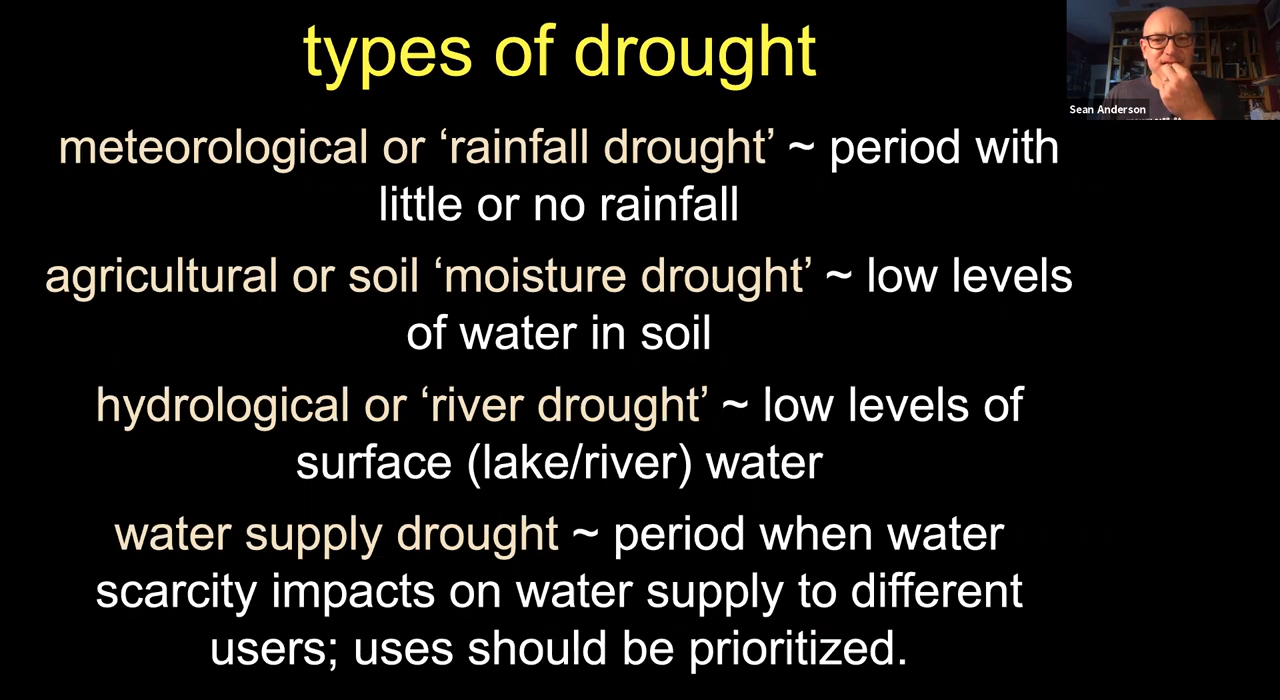 types of drought
Sean Anderson
meteorological or ‘rainfall drought’ ~ period with
little or no rainfall
agricultural or soil ‘moisture drought’ ~ low levels
of water in soil
hydrological or ‘river drought’ ~ low levels of
surface (lake/river) water
water supply drought ~ period when water
scarcity impacts on water supply to different
users; uses should be prioritized.